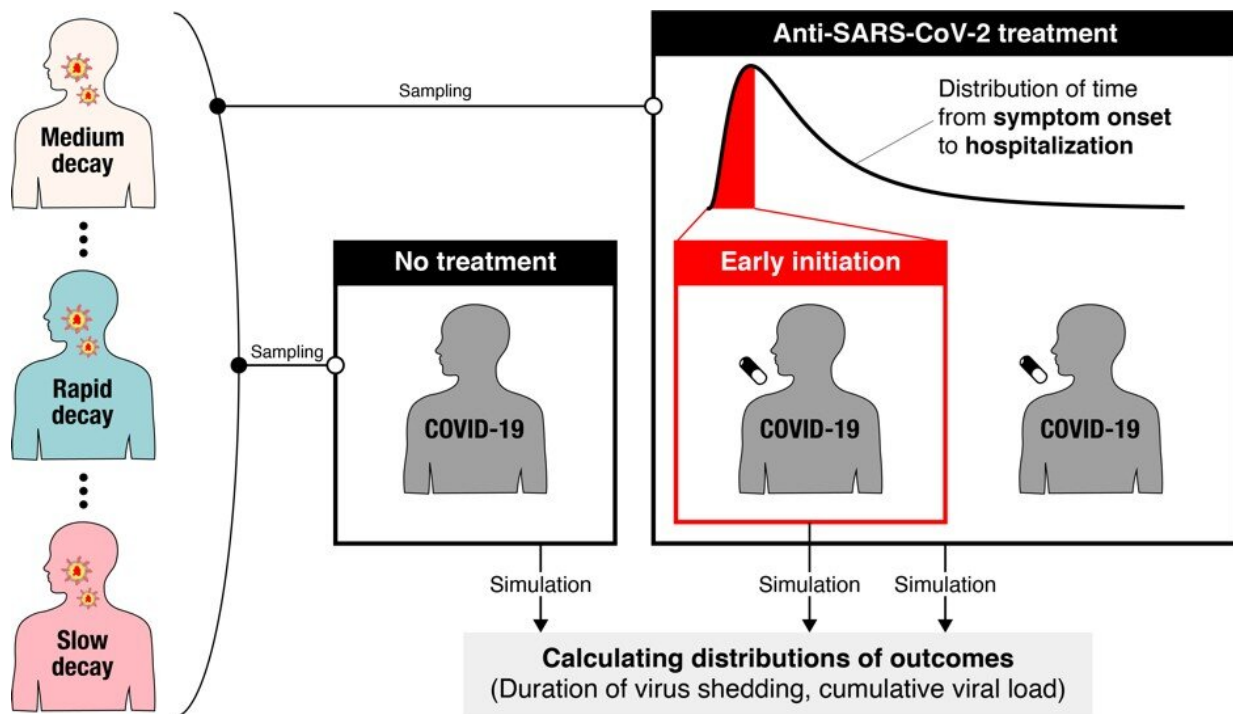 Medium
decay
Rapid
decay
Slow
decay
Sampling
Sampling
No treatment
COVID-19
Anti-SARS-CoV-2 treatment
Distribution of time
from symptom onset
to hospitalization
Early initiation
COVID-19
COVID-19
Simulation
Simulation
Simulation
Calculating distributions of outcomes
(Duration of virus shedding, cumulative viral load)